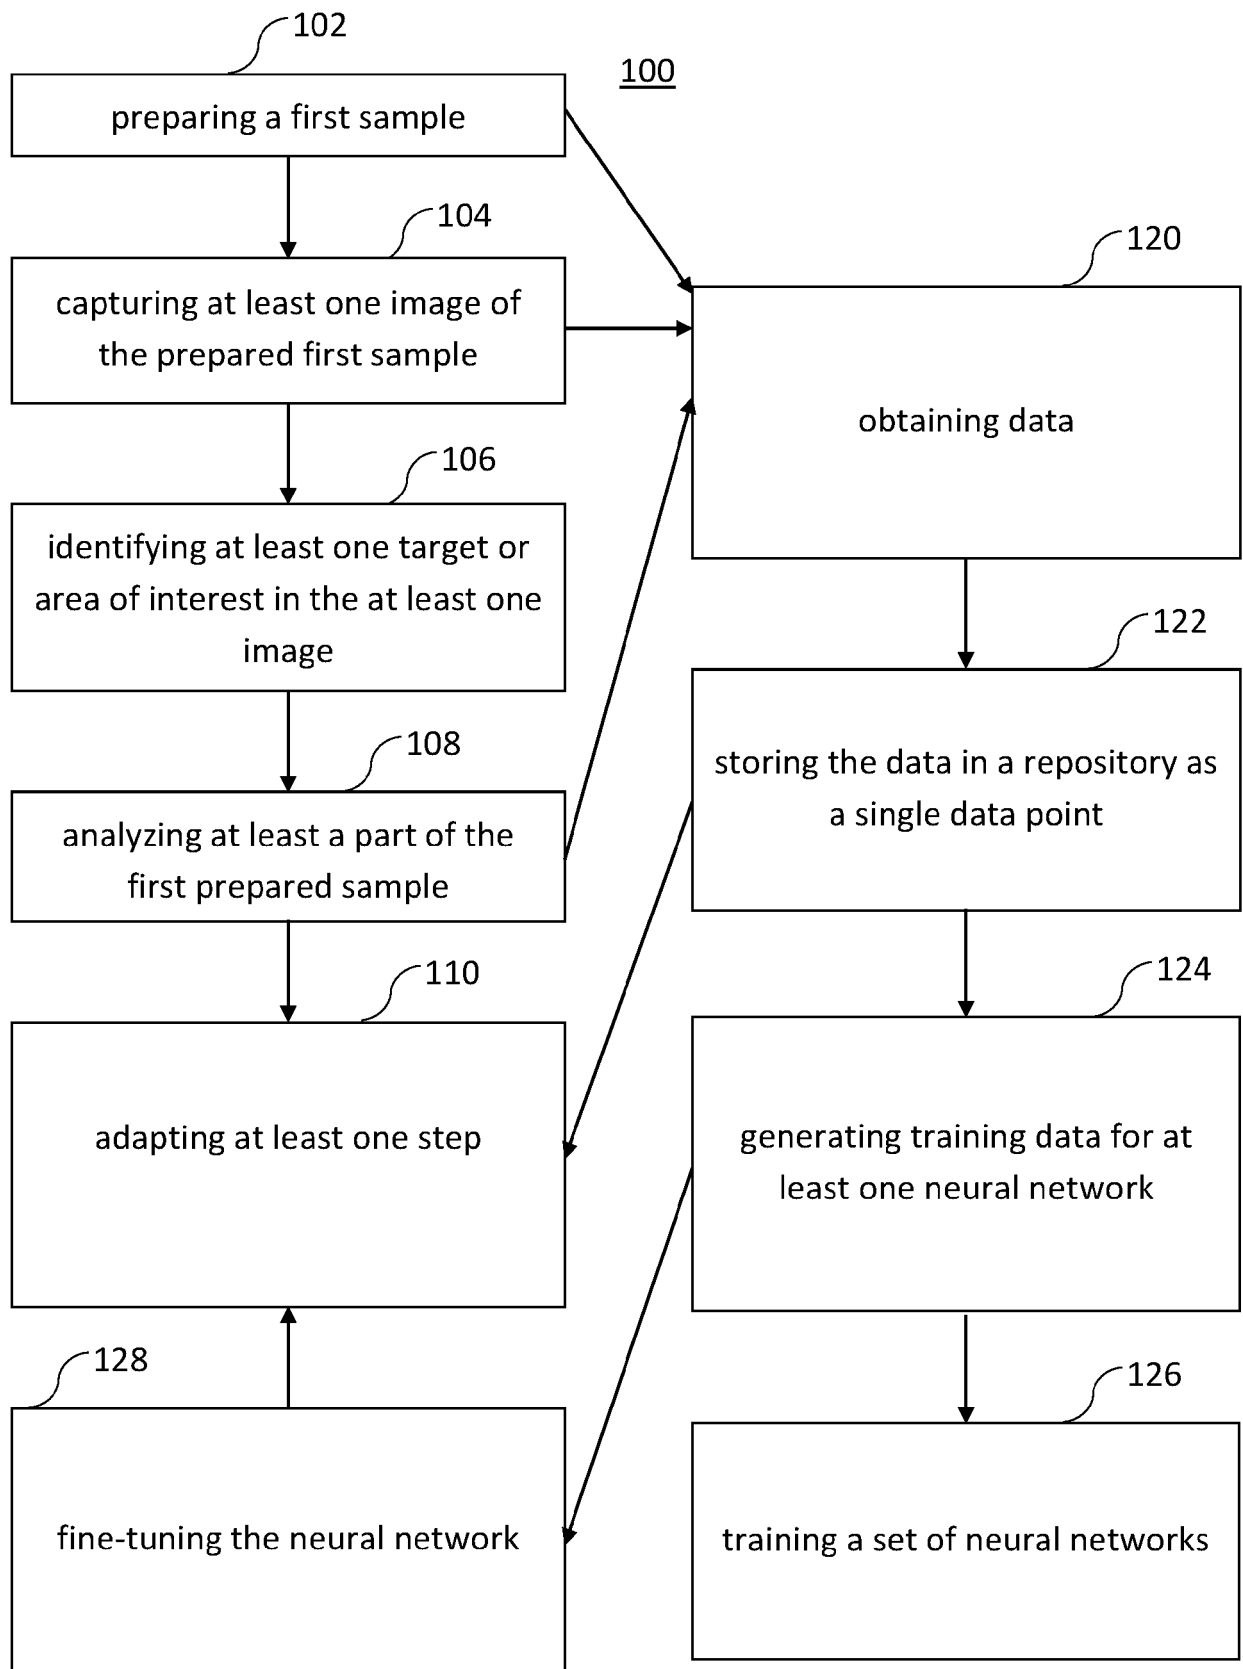 102
100
preparing a first sample
104
capturing at least one image of
the prepared first sample
106
identifying at least one target or
area of interest in the at least one
image
108
analyzing at least a part of the
first prepared sample
110
adapting at least one step
128
fine-tuning the neural network
120
obtaining data
122
storing the data in a repository as
a single data point
124
generating training data for at
least one neural network
126
training a set of neural networks